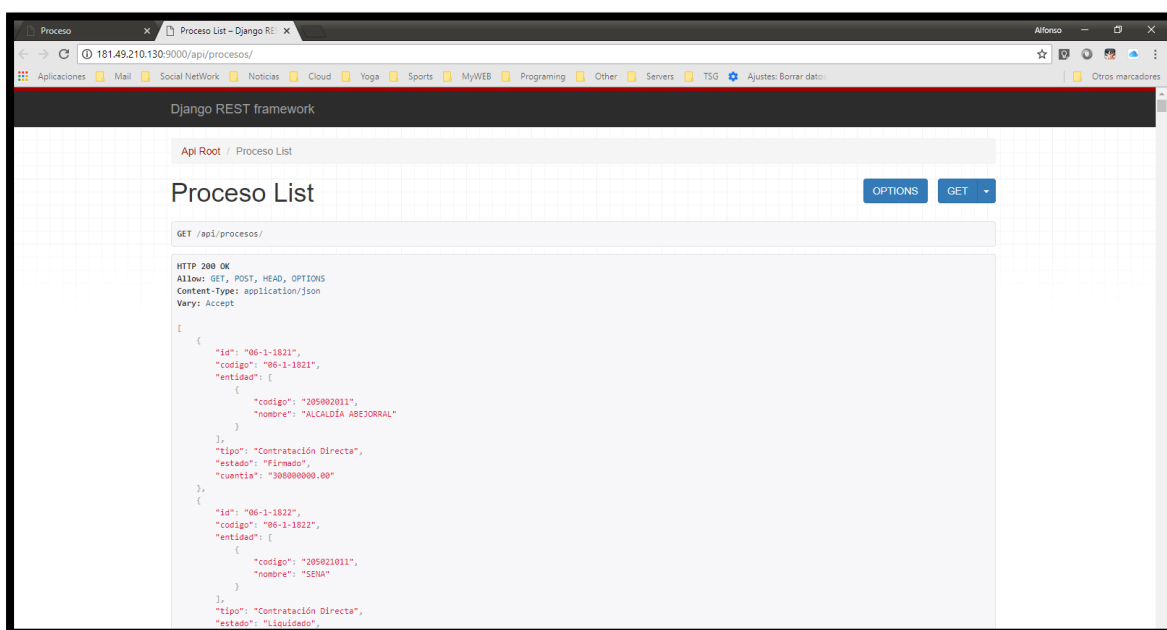 Proceso
Proceso List – Django RE
Alfonso
181.49.210.130:9000/api/procesos/
Aplicaciones Mail Social NetWork Noticias Cloud Yoga Sports MyWEB Programing Other Servers TSG Ajustes: Borrar datos Otros marcadores
Django REST framework
Api Root / Proceso List
Proceso List
OPTIONS GET
GET /api/procesos/
HTTP 200 OK
Allow: GET, POST, HEAD, OPTIONS
Content-Type: application/json
Vary: Accept
[
{
"id": "06-1-1821",
"codigo": "06-1-1821",
"entidad": [
{
"codigo": "205002011",
"nombre": "ALCALDÍA ABEJORRAL"
}
],
"tipo": "Contratación Directa",
"estado": "Firmado",
"cuantia": "308000000.00"
},
{
"id": "06-1-1822",
"codigo": "06-1-1822",
"entidad": [
{
"codigo": "205021011",
"nombre": "SENA"
}
],
"tipo": "Contratación Directa",
"estado": "Liquidado",